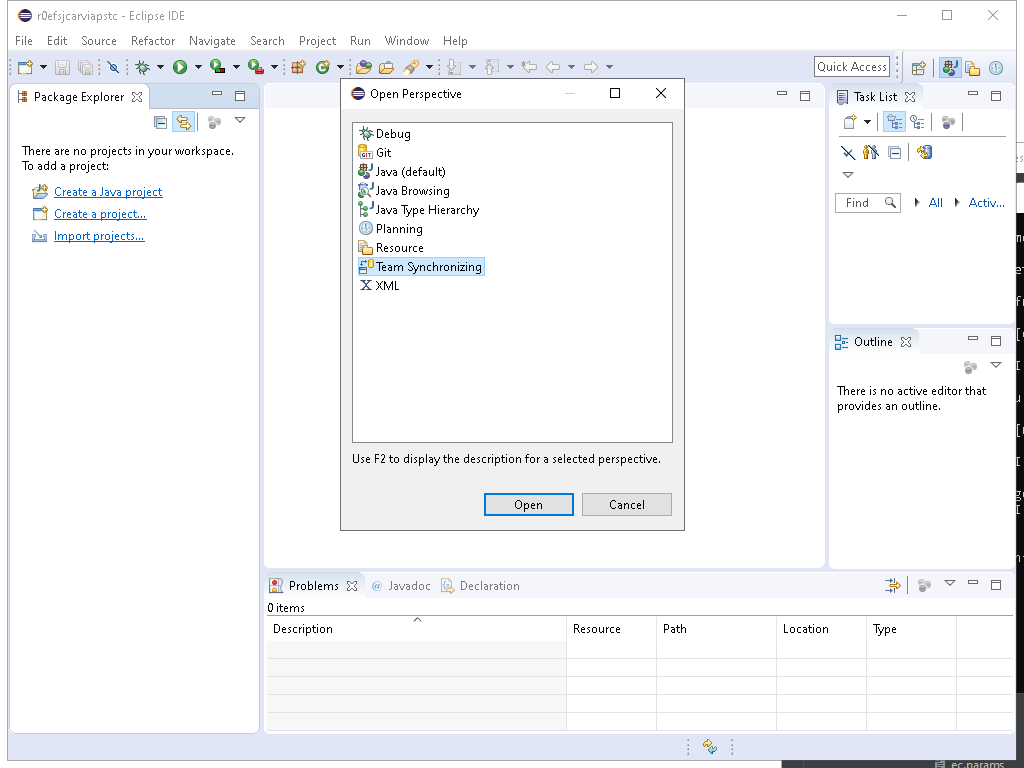 r0efsjcarviapstc - Eclipse IDE
File Edit Source Refactor Navigate Search Project Run Window Help
Quick Access
Package Explorer
There are no projects in your workspace.
To add a project:
Create a Java project
Create a project...
Import projects...
Open Perspective
Debug
Git
Java (default)
Java Browsing
Java Type Hierarchy
Planning
Resource
Team Synchronizing
XML
Use F2 to display the description for a selected perspective.
Open Cancel
Task List
Find All Activ...
Outline
There is no active editor that
provides an outline.
Problems @ Javadoc Declaration
0 items
Description Resource Path Location Type
ec.params